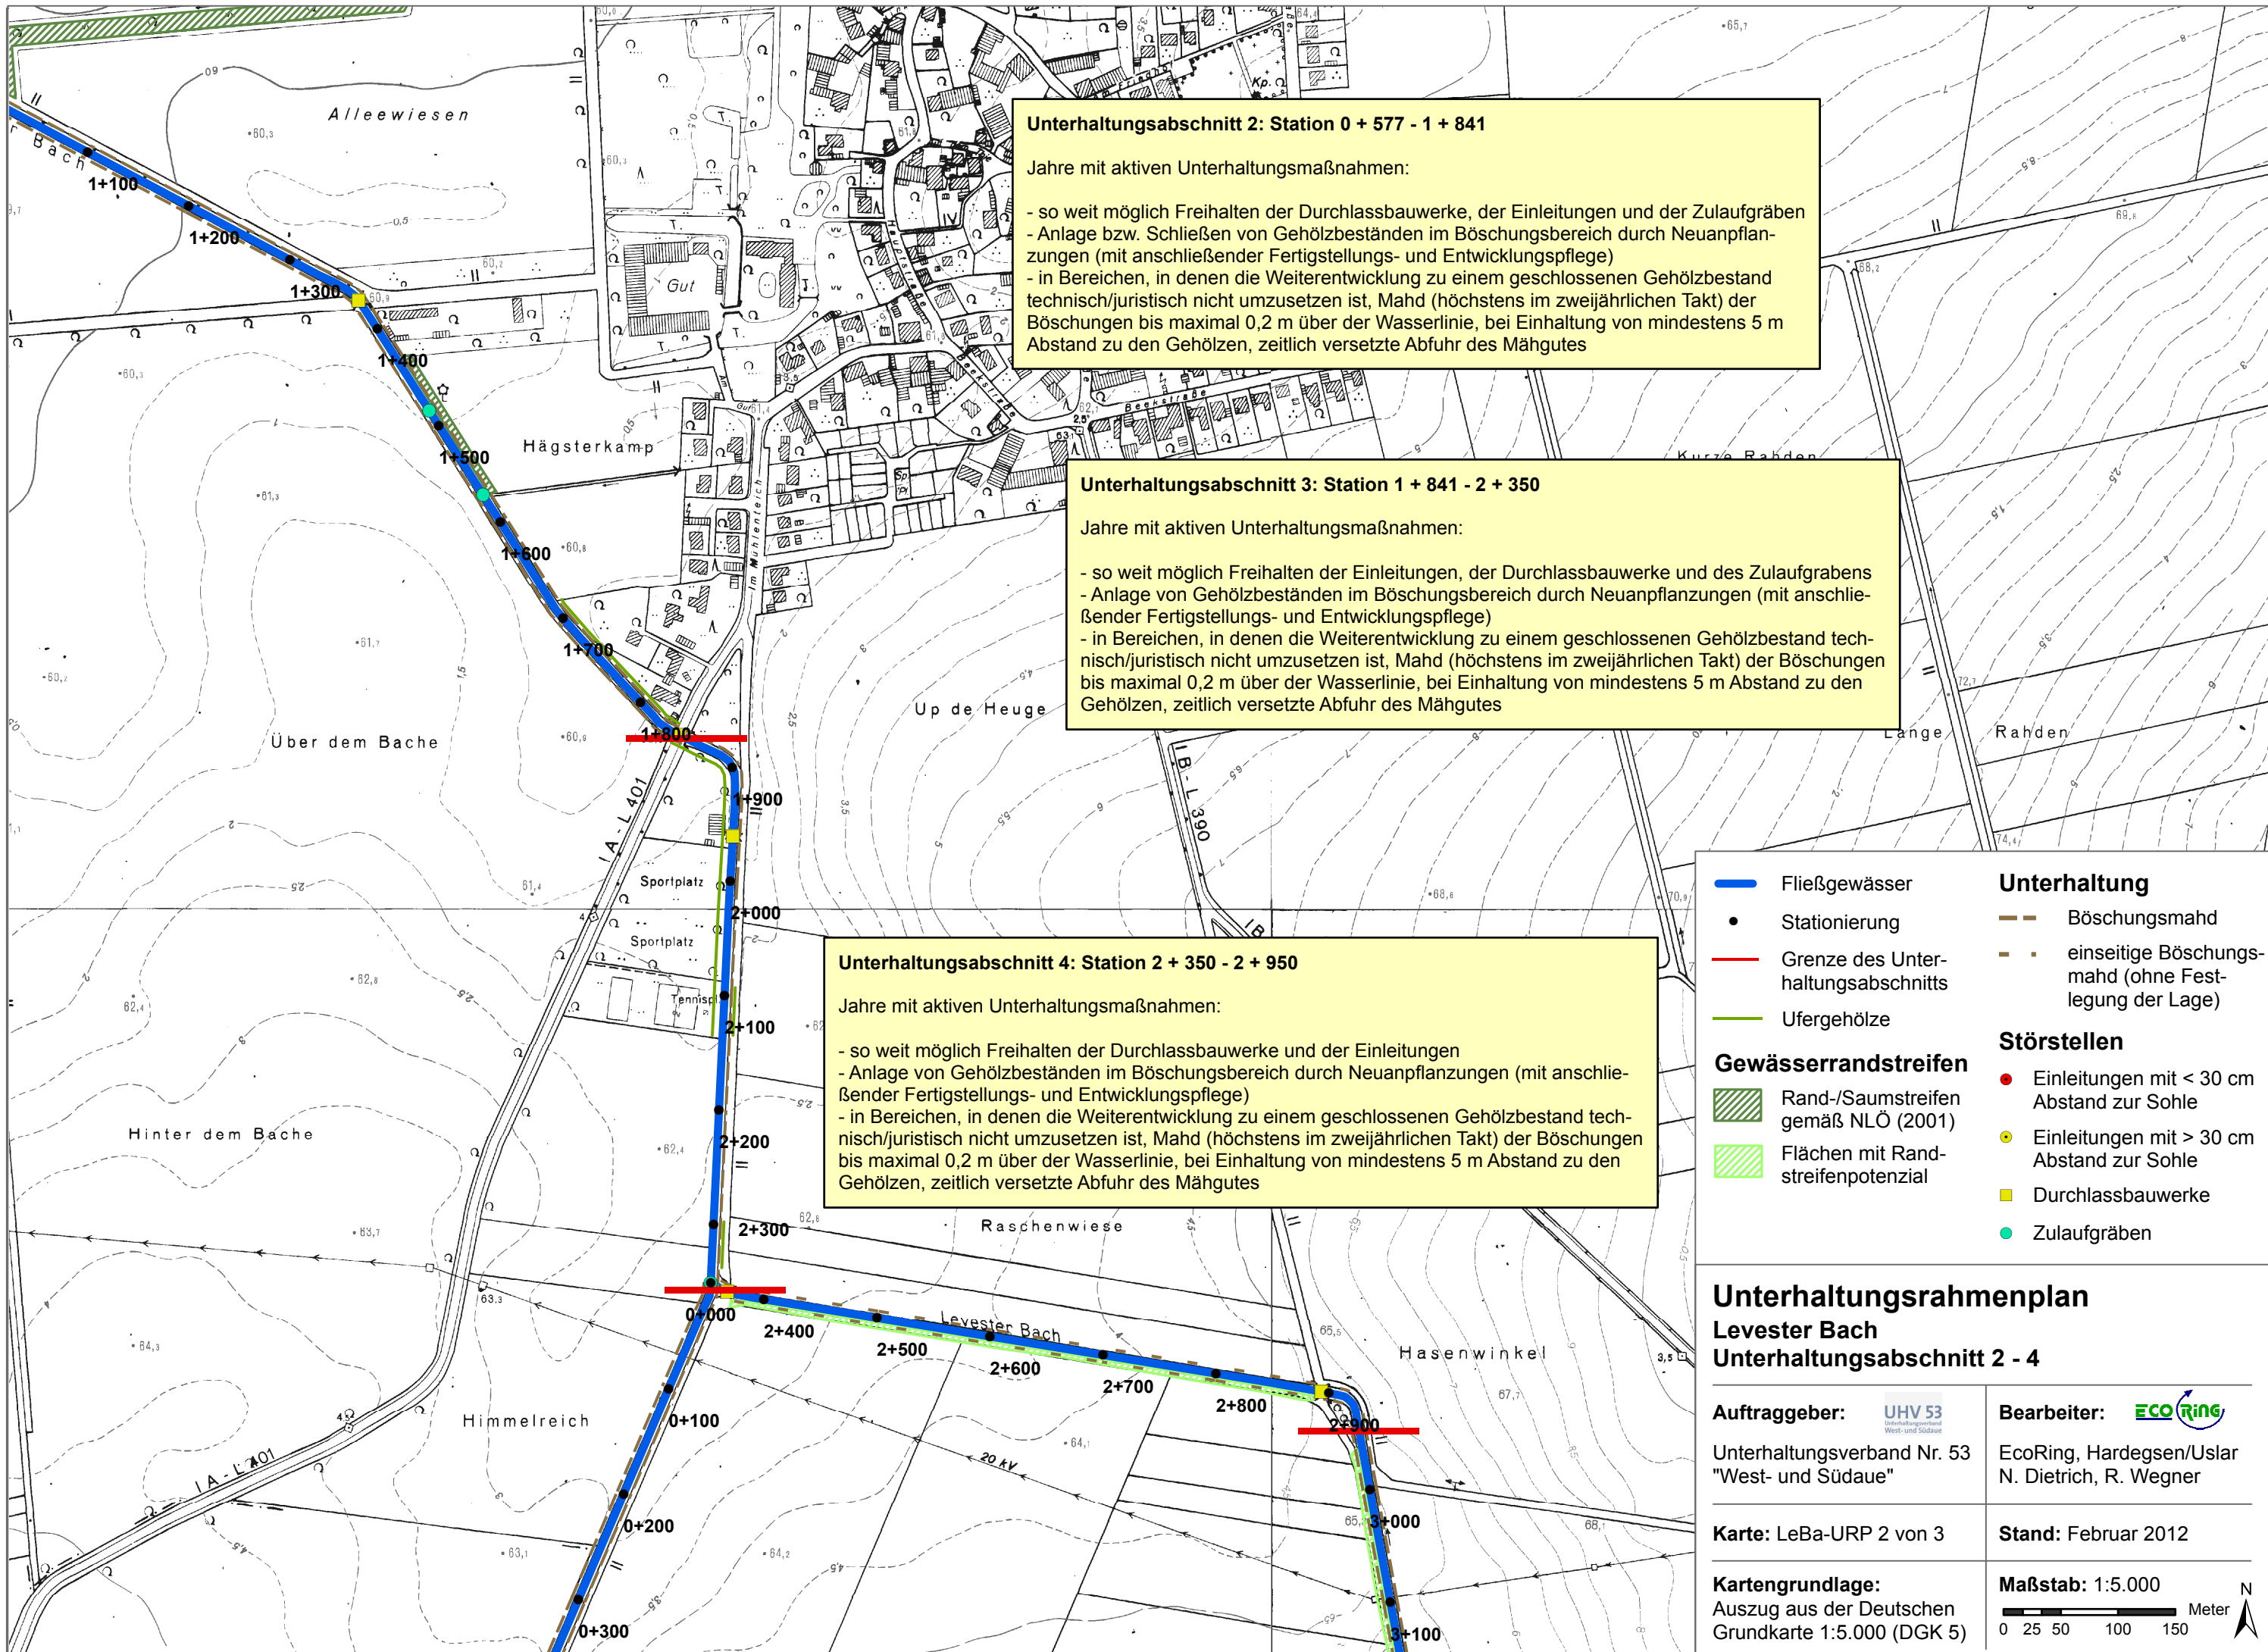 Alleewiesen
Bach
1+100
1+200
1+300
1+400
1+500
1+600
1+700
1+800
1+900
2+000
2+100
2+200
2+300
0+000
0+100
0+200
0+300
2+400
2+500
2+600
2+700
2+800
2+900
3+000
3+100
Gut
Kp.
Hauptstraße
Beekstraße
Beekstraße
Im Mühlenteich
Hägsterkamp
Kurze Rahden
Lange Rahden
Up de Heuge
Über dem Bache
Hinter dem Bache
Himmelreich
Raschenwiese
Levester Bach
Hasenwinkel
Sportplatz
Sportplatz
Tennispl.
I A - L 401
I A - L 401
I B - L 390
20 kV
Unterhaltungsabschnitt 2: Station 0 + 577 - 1 + 841
Jahre mit aktiven Unterhaltungsmaßnahmen:
- so weit möglich Freihalten der Durchlassbauwerke, der Einleitungen und der Zulaufgräben
- Anlage bzw. Schließen von Gehölzbeständen im Böschungsbereich durch Neuanpflan-
zungen (mit anschließender Fertigstellungs- und Entwicklungspflege)
- in Bereichen, in denen die Weiterentwicklung zu einem geschlossenen Gehölzbestand
technisch/juristisch nicht umzusetzen ist, Mahd (höchstens im zweijährlichen Takt) der
Böschungen bis maximal 0,2 m über der Wasserlinie, bei Einhaltung von mindestens 5 m
Abstand zu den Gehölzen, zeitlich versetzte Abfuhr des Mähgutes
Unterhaltungsabschnitt 3: Station 1 + 841 - 2 + 350
Jahre mit aktiven Unterhaltungsmaßnahmen:
- so weit möglich Freihalten der Einleitungen, der Durchlassbauwerke und des Zulaufgrabens
- Anlage von Gehölzbeständen im Böschungsbereich durch Neuanpflanzungen (mit anschlie-
ßender Fertigstellungs- und Entwicklungspflege)
- in Bereichen, in denen die Weiterentwicklung zu einem geschlossenen Gehölzbestand tech-
nisch/juristisch nicht umzusetzen ist, Mahd (höchstens im zweijährlichen Takt) der Böschungen
bis maximal 0,2 m über der Wasserlinie, bei Einhaltung von mindestens 5 m Abstand zu den
Gehölzen, zeitlich versetzte Abfuhr des Mähgutes
Unterhaltungsabschnitt 4: Station 2 + 350 - 2 + 950
Jahre mit aktiven Unterhaltungsmaßnahmen:
- so weit möglich Freihalten der Durchlassbauwerke und der Einleitungen
- Anlage von Gehölzbeständen im Böschungsbereich durch Neuanpflanzungen (mit anschlie-
ßender Fertigstellungs- und Entwicklungspflege)
- in Bereichen, in denen die Weiterentwicklung zu einem geschlossenen Gehölzbestand tech-
nisch/juristisch nicht umzusetzen ist, Mahd (höchstens im zweijährlichen Takt) der Böschungen
bis maximal 0,2 m über der Wasserlinie, bei Einhaltung von mindestens 5 m Abstand zu den
Gehölzen, zeitlich versetzte Abfuhr des Mähgutes
Fließgewässer
Stationierung
Grenze des Unter-
haltungsabschnitts
Ufergehölze
Gewässerrandstreifen
Rand-/Saumstreifen
gemäß NLÖ (2001)
Flächen mit Rand-
streifenpotenzial
Unterhaltung
Böschungsmahd
einseitige Böschungs-
mahd (ohne Fest-
legung der Lage)
Störstellen
Einleitungen mit < 30 cm
Abstand zur Sohle
Einleitungen mit > 30 cm
Abstand zur Sohle
Durchlassbauwerke
Zulaufgräben
Unterhaltungsrahmenplan
Levester Bach
Unterhaltungsabschnitt 2 - 4
Auftraggeber:
UHV 53
Unterhaltungsverband
West- und Südaue
Unterhaltungsverband Nr. 53
"West- und Südaue"
Bearbeiter:
ECO RING
EcoRing, Hardegsen/Uslar
N. Dietrich, R. Wegner
Karte: LeBa-URP 2 von 3
Stand: Februar 2012
Kartengrundlage:
Auszug aus der Deutschen
Grundkarte 1:5.000 (DGK 5)
Maßstab: 1:5.000
Meter
0 25 50 100 150
N